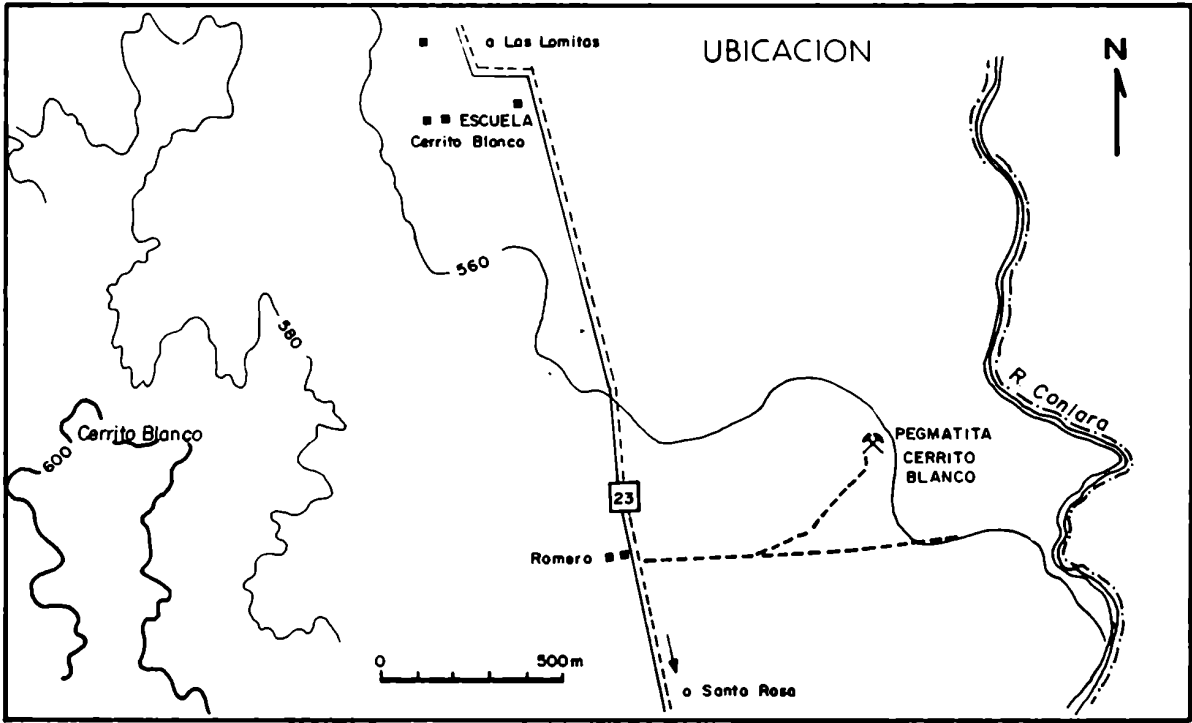 a Las Lomitas
UBICACION
N
ESCUELA
Cerrito Blanco
560
580
R. Conlara
Cerrito Blanco
600
PEGMATITA
CERRITO
BLANCO
23
Romero
0 500m
a Santa Rosa